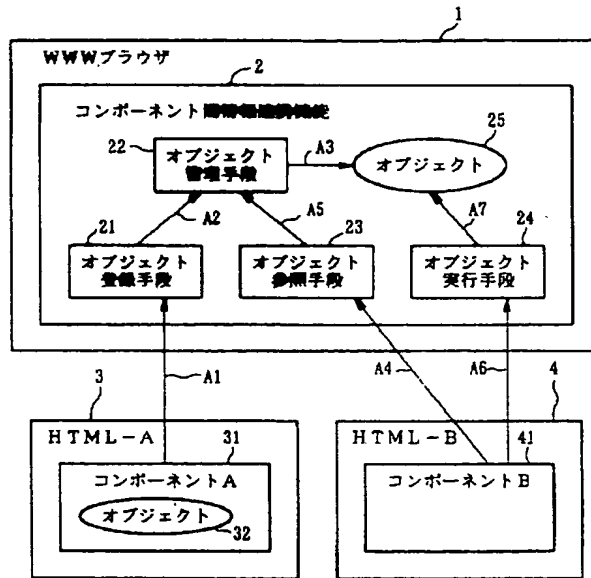 1
WWWブラウザ
2
コンポーネント
25
22
オブジェクト
管理手段
A3
オブジェクト
21
A2
A5
23
A7
24
オブジェクト
登録手段
オブジェクト
参照手段
オブジェクト
実行手段
A1
A4
A6
3
4
HTML-A
31
HTML-B
41
コンポーネントA
コンポーネントB
オブジェクト
32